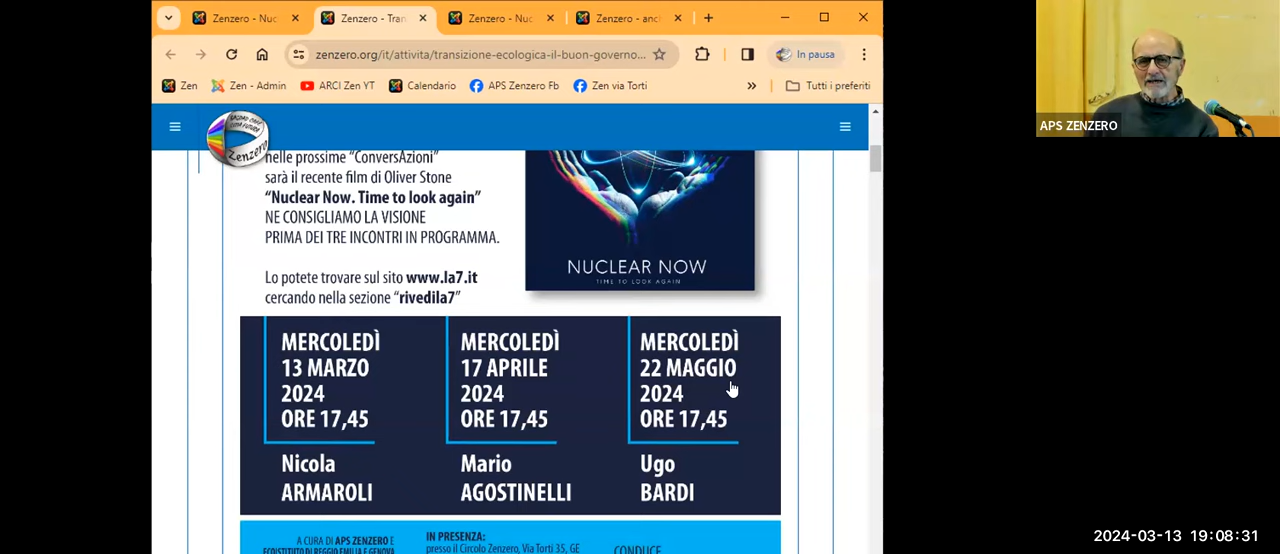 Zenzero - Nuc
Zenzero - Tran
Zenzero - Nuc
Zenzero - anc
zenzero.org/it/attivita/transizione-ecologica-il-buon-governo...
In pausa
Zen
Zen - Admin
ARCI Zen YT
Calendario
APS Zenzero Fb
Zen via Torti
Tutti i preferiti
Zenzero
nelle prossime “ConversAzioni”
sarà il recente film di Oliver Stone
“Nuclear Now. Time to look again”
NE CONSIGLIAMO LA VISIONE
PRIMA DEI TRE INCONTRI IN PROGRAMMA.
Lo potete trovare sul sito www.la7.it
cercando nella sezione “rivedila7”
NUCLEAR NOW
TIME TO LOOK AGAIN
MERCOLEDÌ
13 MARZO
2024
ORE 17,45
Nicola
ARMAROLI
MERCOLEDÌ
17 APRILE
2024
ORE 17,45
Mario
AGOSTINELLI
MERCOLEDÌ
22 MAGGIO
2024
ORE 17,45
Ugo
BARDI
A CURA DI APS ZENZERO E
ECOISTITUTO DI REGGIO EMILIA E GENOVA
IN PRESENZA:
presso il Circolo Zenzero, Via Torti 35, GE
CONDUCE
APS ZENZERO
2024-03-13 19:08:31